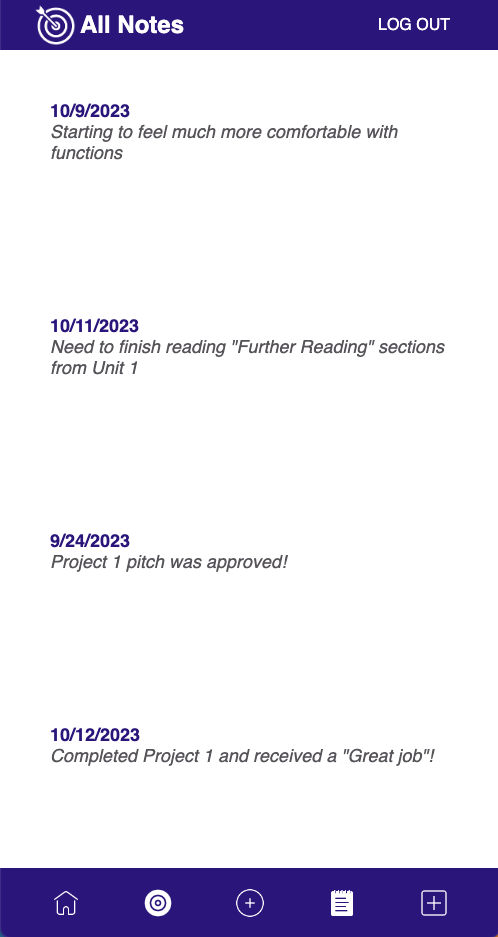 All Notes
LOG OUT
10/9/2023
Starting to feel much more comfortable with
functions
10/11/2023
Need to finish reading "Further Reading" sections
from Unit 1
9/24/2023
Project 1 pitch was approved!
10/12/2023
Completed Project 1 and received a "Great job"!